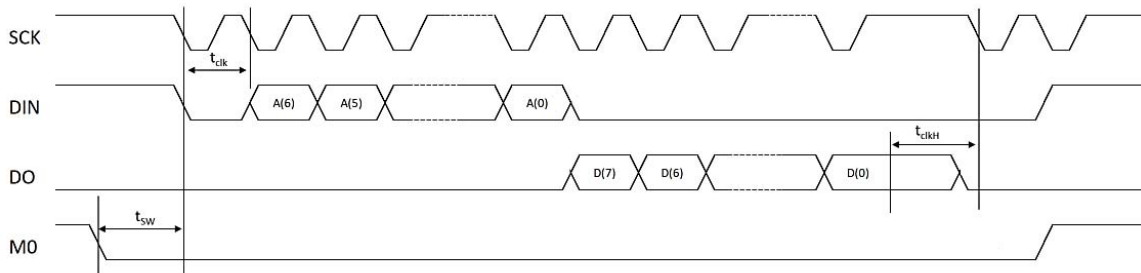 SCK
t_clk
DIN
A(6) A(5) A(0)
t_clkH
DO
D(7) D(6) D(0)
t_SW
M0